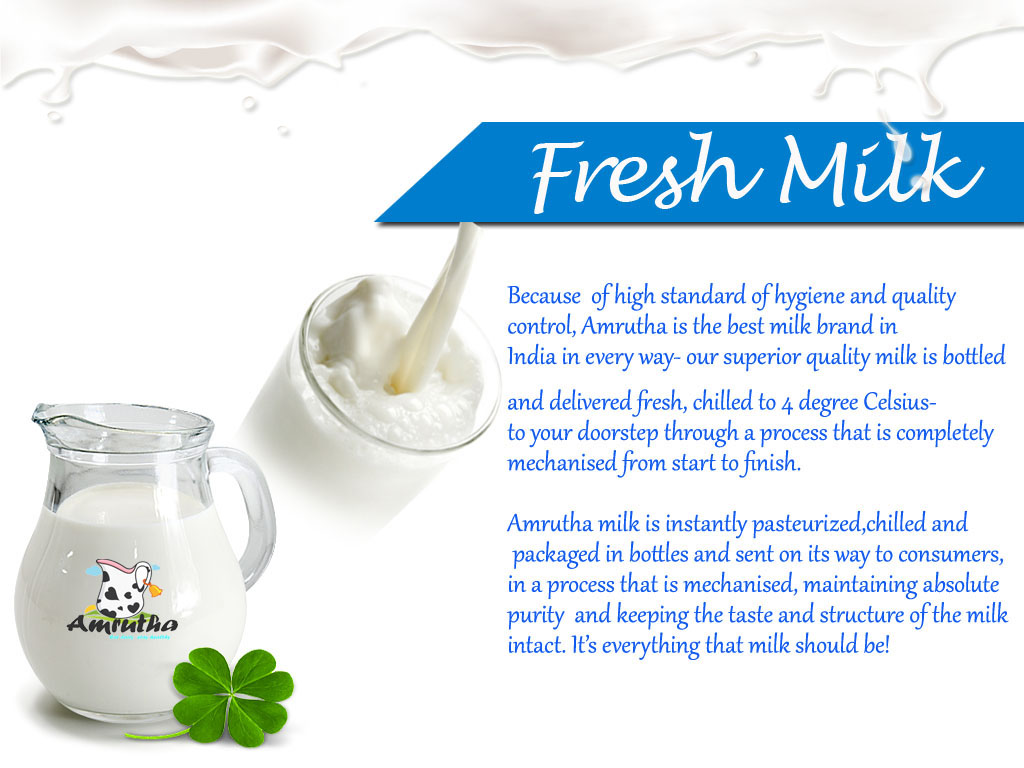 Fresh Milk
Because of high standard of hygiene and quality
control, Amrutha is the best milk brand in
India in every way- our superior quality milk is bottled
and delivered fresh, chilled to 4 degree Celsius-
to your doorstep through a process that is completely
mechanised from start to finish.
Amrutha milk is instantly pasteurized,chilled and
packaged in bottles and sent on its way to consumers,
in a process that is mechanised, maintaining absolute
purity and keeping the taste and structure of the milk
intact. It's everything that milk should be!
Amrutha